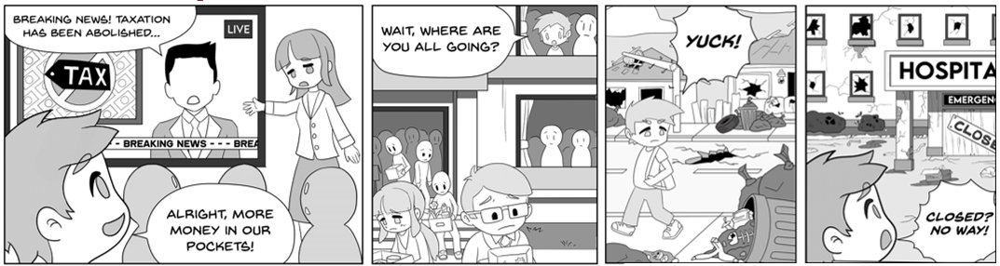 BREAKING NEWS! TAXATION
HAS BEEN ABOLISHED...
LIVE
TAX
- - BREAKING NEWS - - - BREA
ALRIGHT, MORE
MONEY IN OUR
POCKETS!
WAIT, WHERE ARE
YOU ALL GOING?
YUCK!
HOSPITA
EMERGEN
CLOSE
CLOSED?
NO WAY!